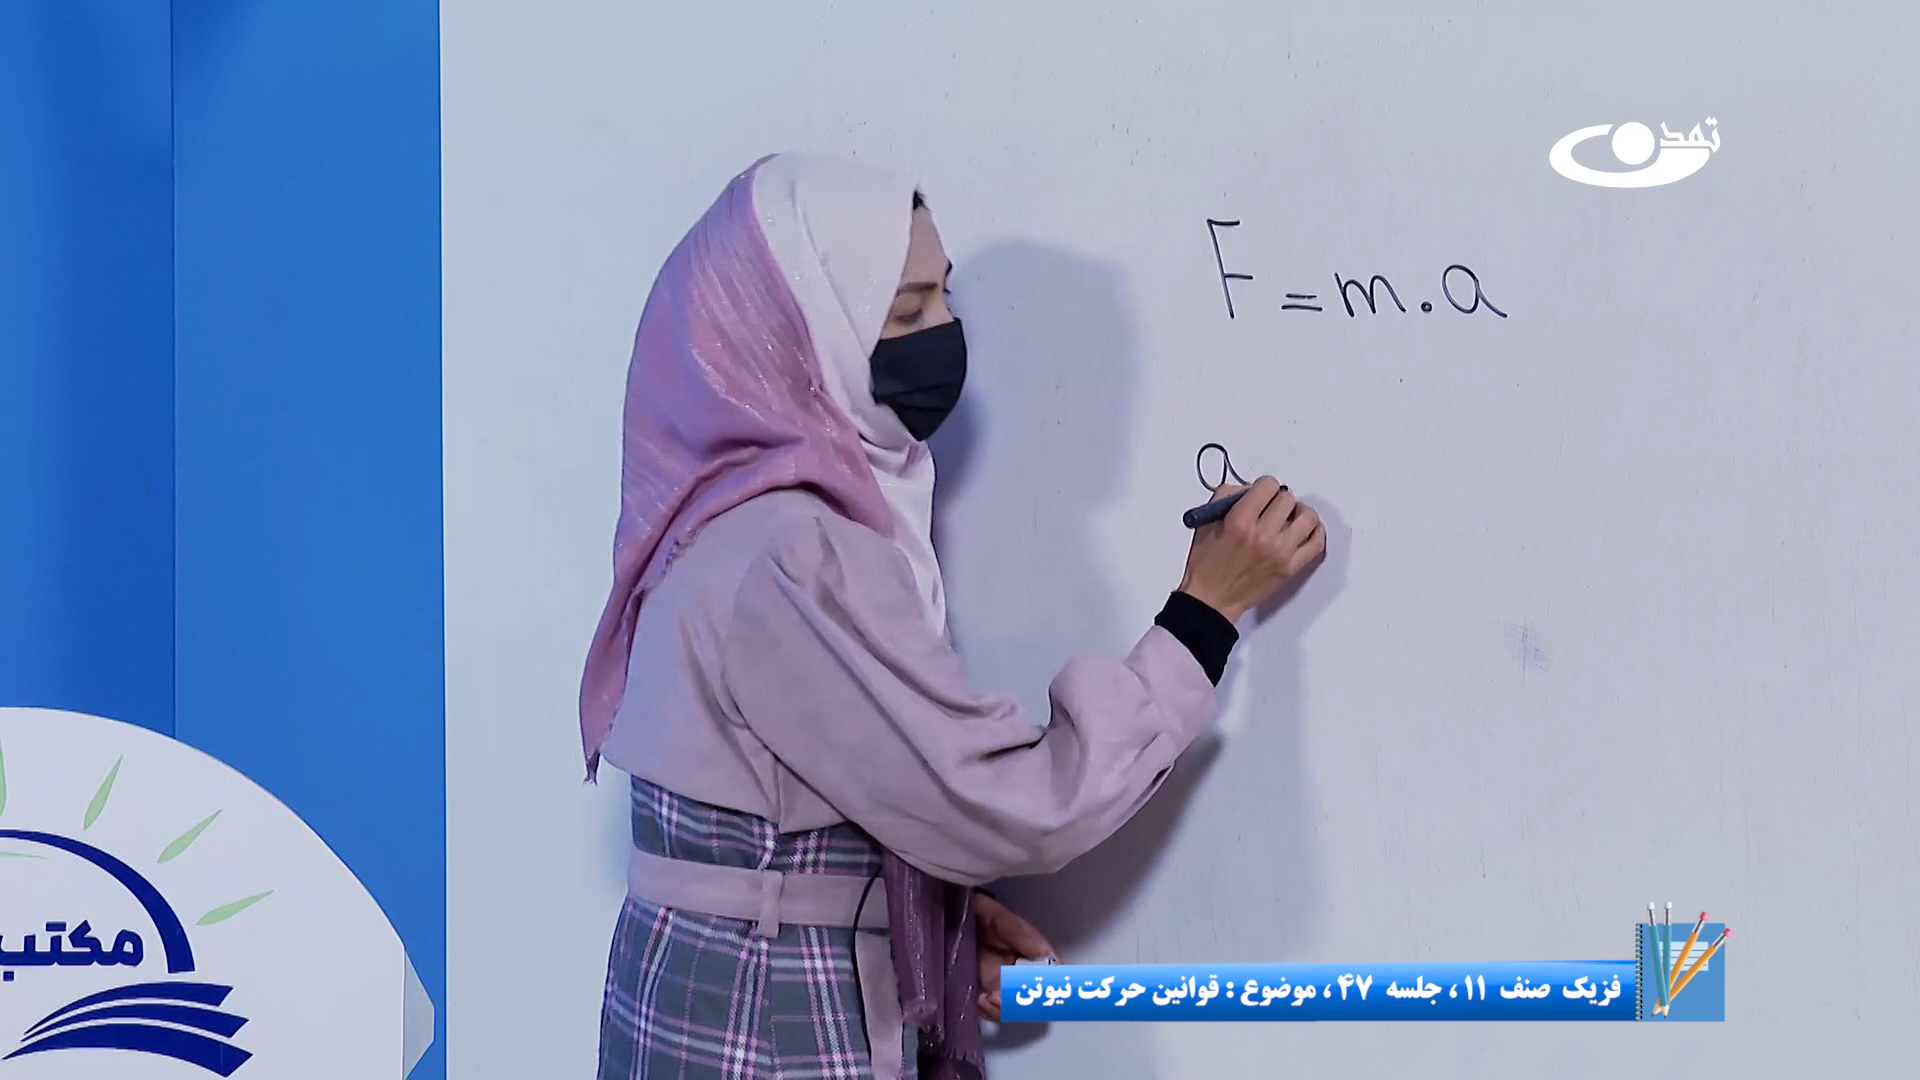 تمدن
F = m.a
a
مکتب
فزیک صنف ۱۱، جلسه ۴۷، موضوع : قوانین حرکت نیوتن